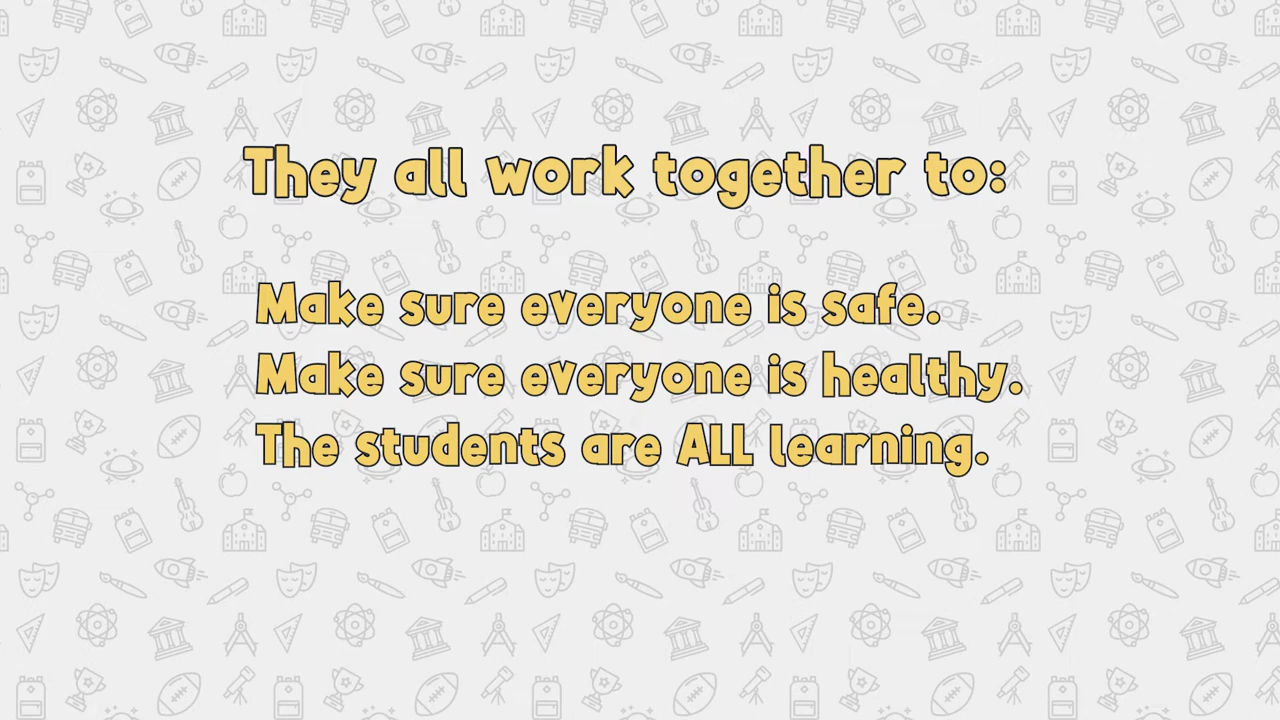 They all work together to:
Make sure everyone is safe.
Make sure everyone is healthy.
The students are ALL learning.